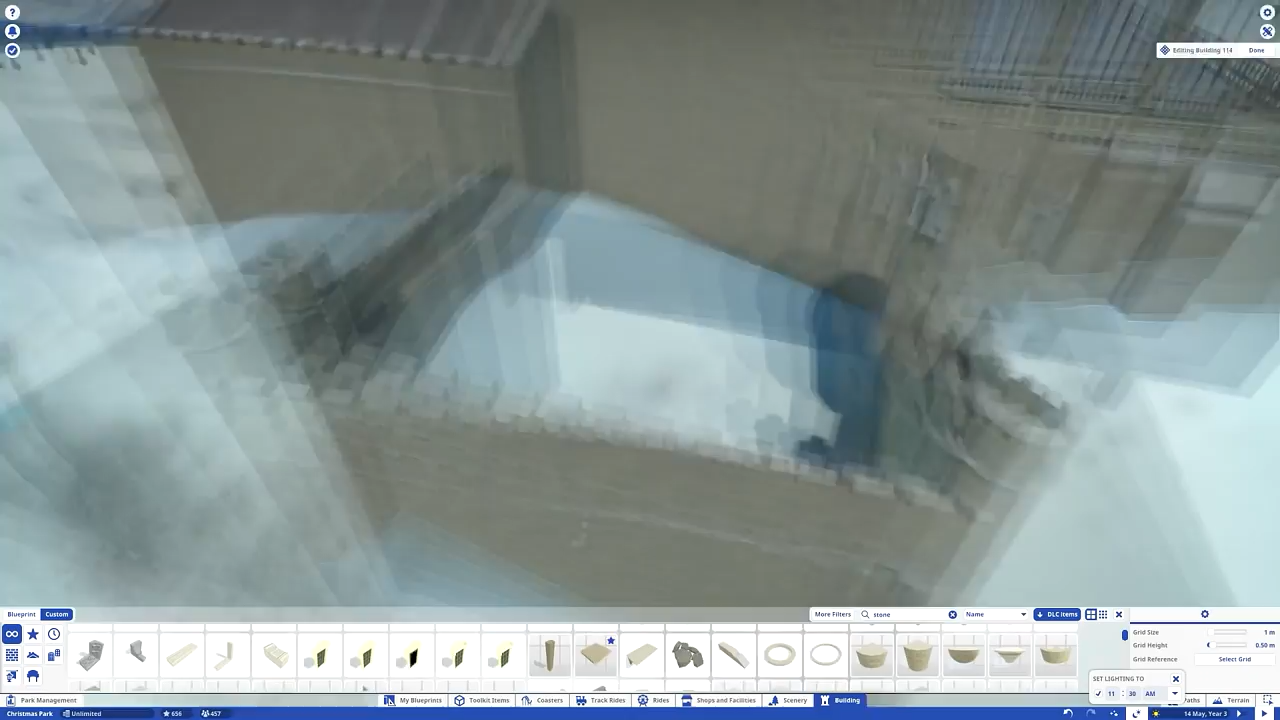 ?
Editing Building 114 Done
Blueprint Custom
More Filters stone Name DLC Items
Grid Size 1 m
Grid Height 0.50 m
Grid Reference Select Grid
SET LIGHTING TO
11 : 30 AM
Park Management My Blueprints Toolkit Items Coasters Track Rides Rides Shops and Facilities Scenery Building Paths Terrain
Christmas Park Unlimited 656 457 14 May, Year 3